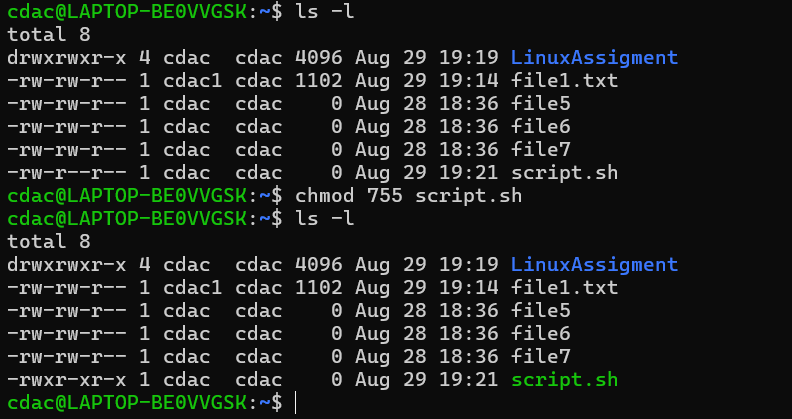 cdac@LAPTOP-BE0VVGSK:~$ ls -l
total 8
drwxrwxr-x 4 cdac  cdac 4096 Aug 29 19:19 LinuxAssigment
-rw-rw-r-- 1 cdac1 cdac 1102 Aug 29 19:14 file1.txt
-rw-rw-r-- 1 cdac  cdac    0 Aug 28 18:36 file5
-rw-rw-r-- 1 cdac  cdac    0 Aug 28 18:36 file6
-rw-rw-r-- 1 cdac  cdac    0 Aug 28 18:36 file7
-rw-r--r-- 1 cdac  cdac    0 Aug 29 19:21 script.sh
cdac@LAPTOP-BE0VVGSK:~$ chmod 755 script.sh
cdac@LAPTOP-BE0VVGSK:~$ ls -l
total 8
drwxrwxr-x 4 cdac  cdac 4096 Aug 29 19:19 LinuxAssigment
-rw-rw-r-- 1 cdac1 cdac 1102 Aug 29 19:14 file1.txt
-rw-rw-r-- 1 cdac  cdac    0 Aug 28 18:36 file5
-rw-rw-r-- 1 cdac  cdac    0 Aug 28 18:36 file6
-rw-rw-r-- 1 cdac  cdac    0 Aug 28 18:36 file7
-rwxr-xr-x 1 cdac  cdac    0 Aug 29 19:21 script.sh
cdac@LAPTOP-BE0VVGSK:~$